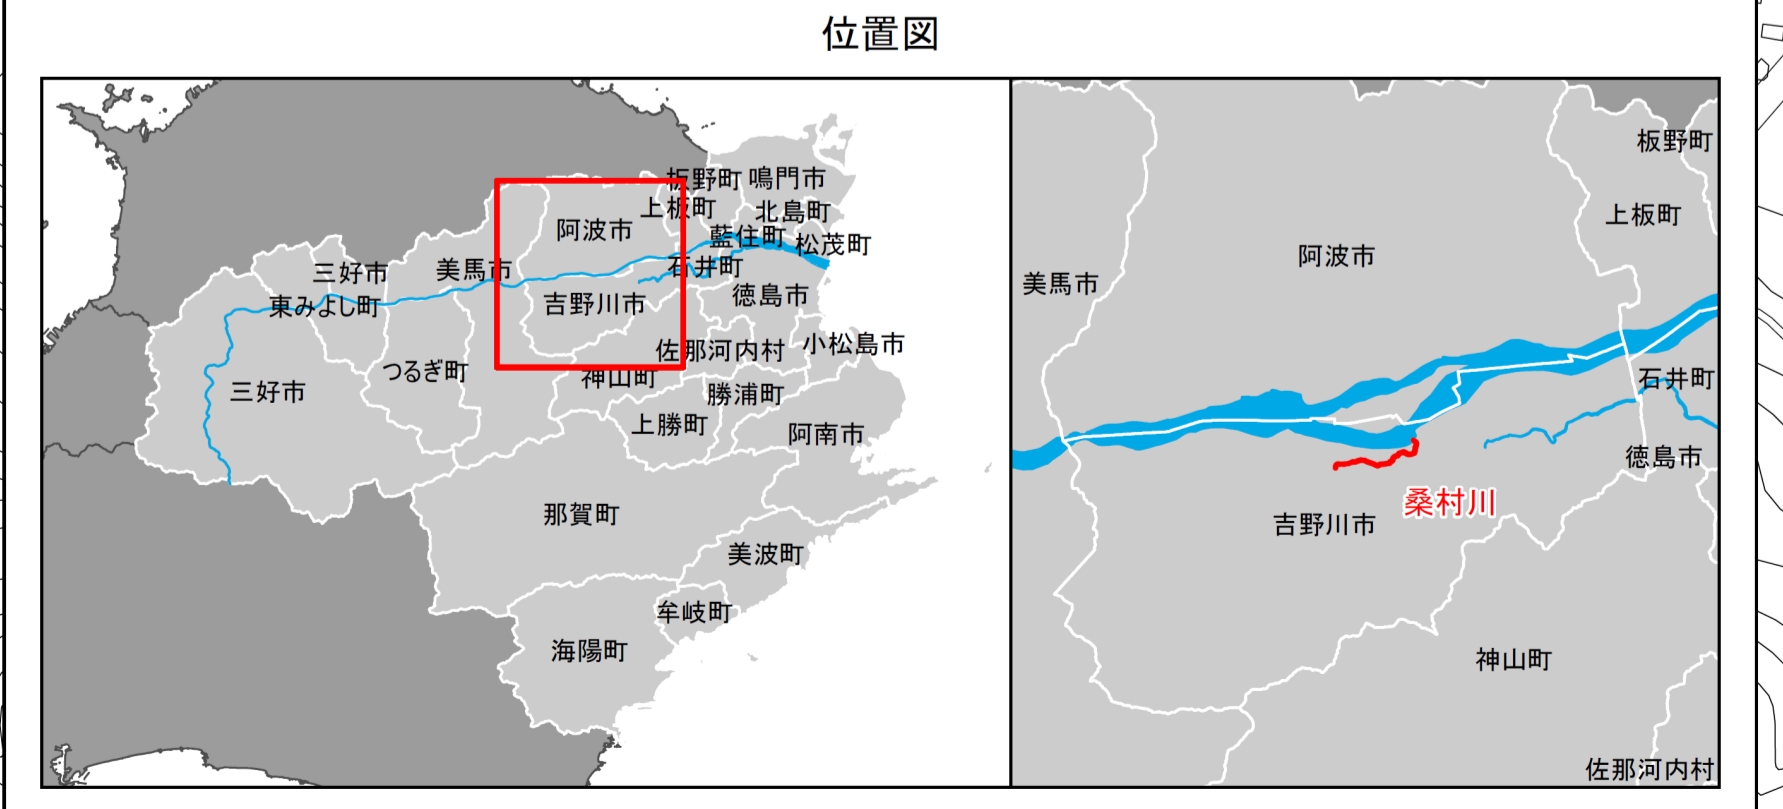 位置図
板野町 鳴門市
上板町 北島町
阿波市
藍住町 松茂町
三好市 美馬市 石井町
東みよし町 吉野川市 徳島市
佐那河内村 小松島市
つるぎ町 神山町
三好市 勝浦町
上勝町 阿南市
那賀町
美波町
牟岐町
海陽町
板野町
上板町
阿波市
美馬市
石井町
徳島市
桑村川
吉野川市
神山町
佐那河内村